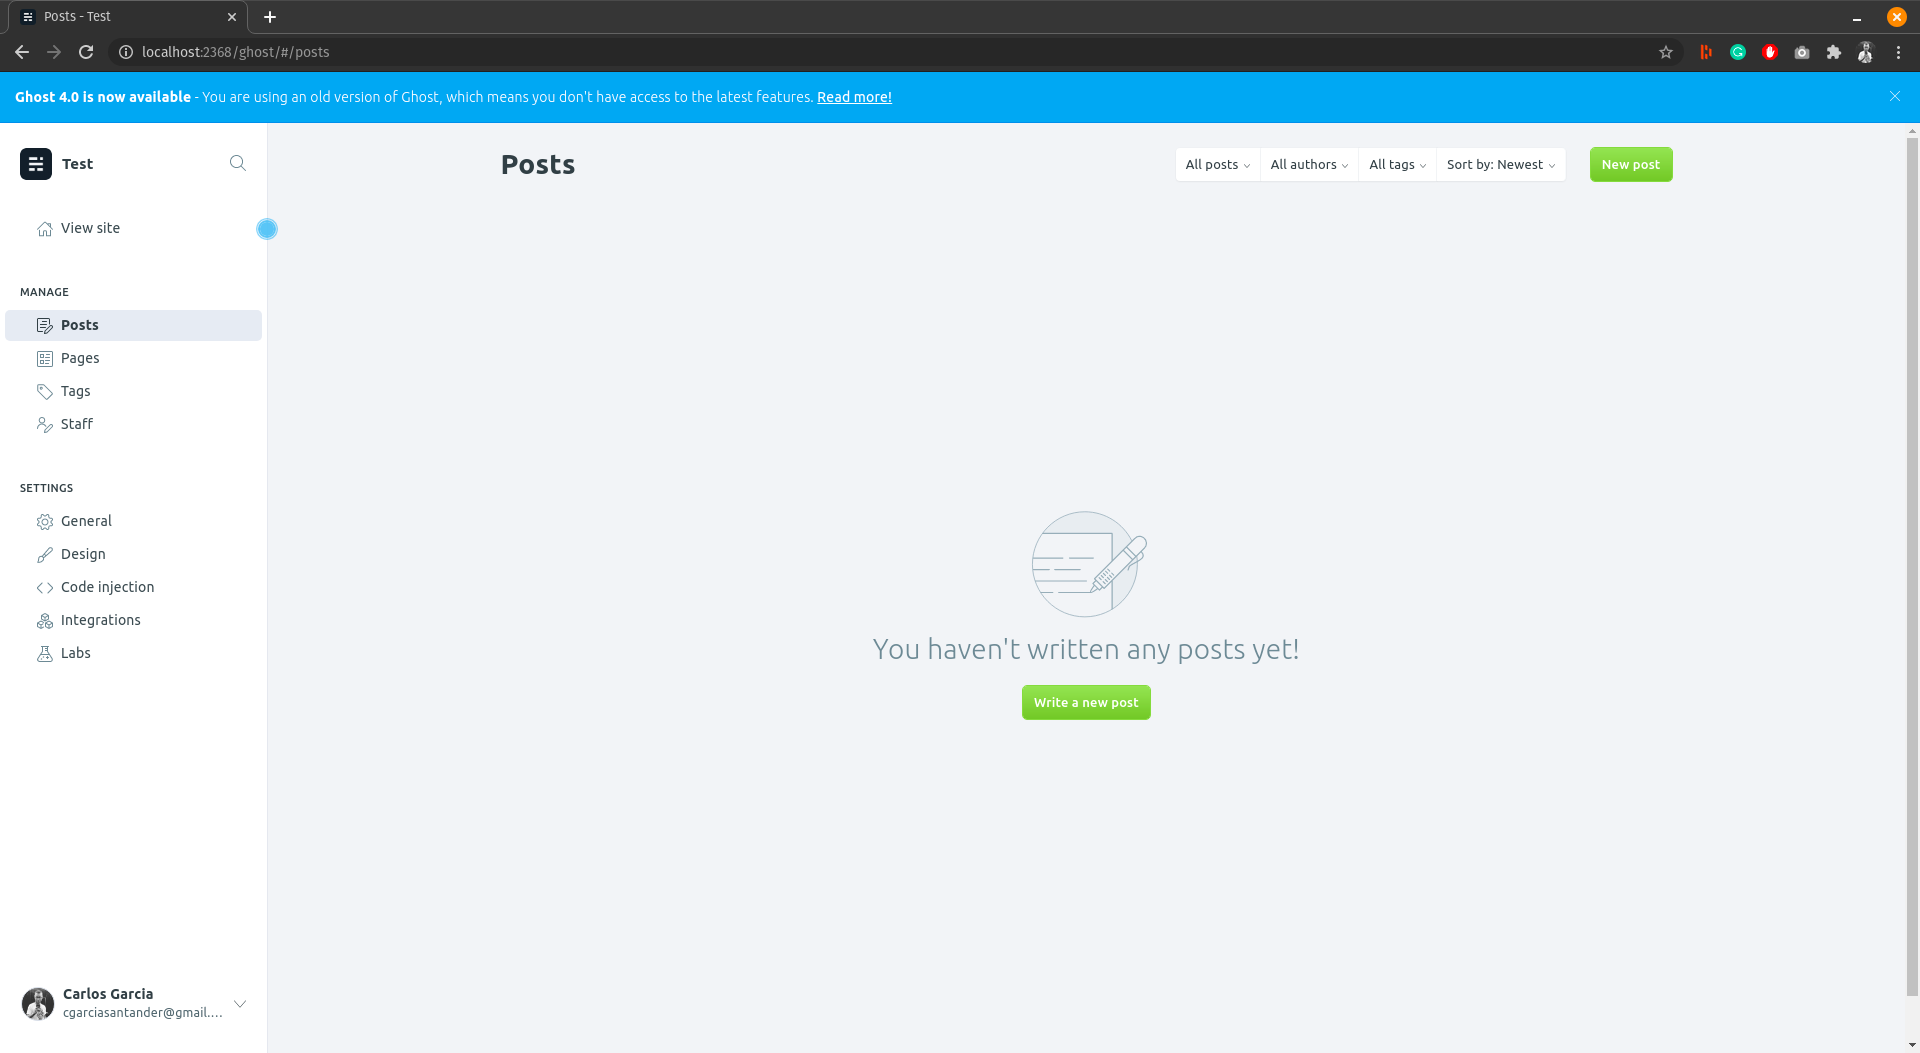 Posts - Test
localhost:2368/ghost/#/posts
Ghost 4.0 is now available - You are using an old version of Ghost, which means you don't have access to the latest features. Read more!
Test
View site
MANAGE
Posts
Pages
Tags
Staff
SETTINGS
General
Design
Code injection
Integrations
Labs
Carlos Garcia
cgarciasantander@gmail....
Posts
All posts
All authors
All tags
Sort by: Newest
New post
You haven't written any posts yet!
Write a new post